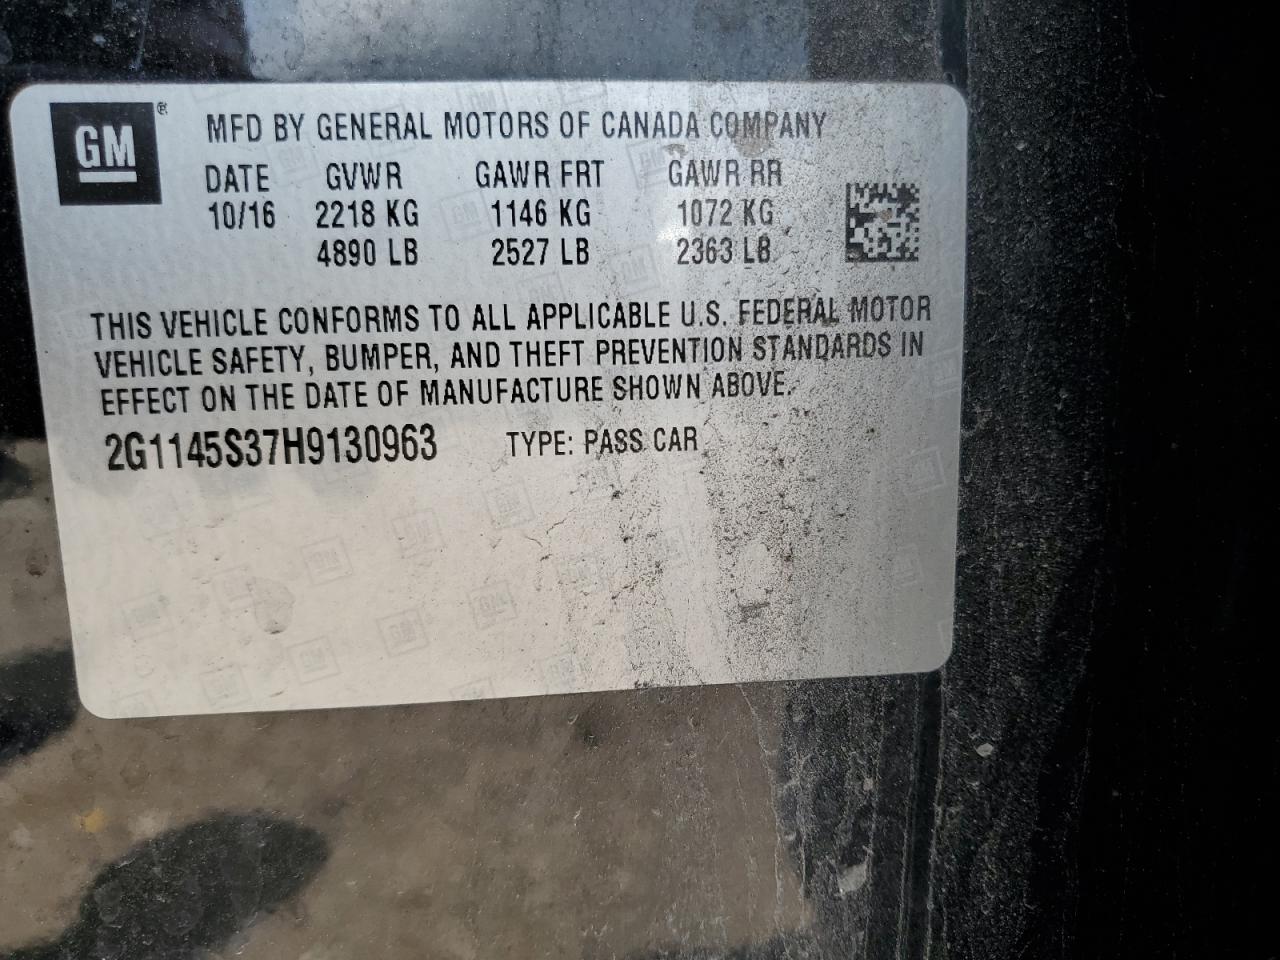 GM ® MFD BY GENERAL MOTORS OF CANADA COMPANY
DATE GVWR GAWR FRT GAWR RR
10/16 2218 KG 1146 KG 1072 KG
4890 LB 2527 LB 2363 LB
THIS VEHICLE CONFORMS TO ALL APPLICABLE U.S. FEDERAL MOTOR
VEHICLE SAFETY, BUMPER, AND THEFT PREVENTION STANDARDS IN
EFFECT ON THE DATE OF MANUFACTURE SHOWN ABOVE.
2G1145S37H9130963 TYPE: PASS CAR